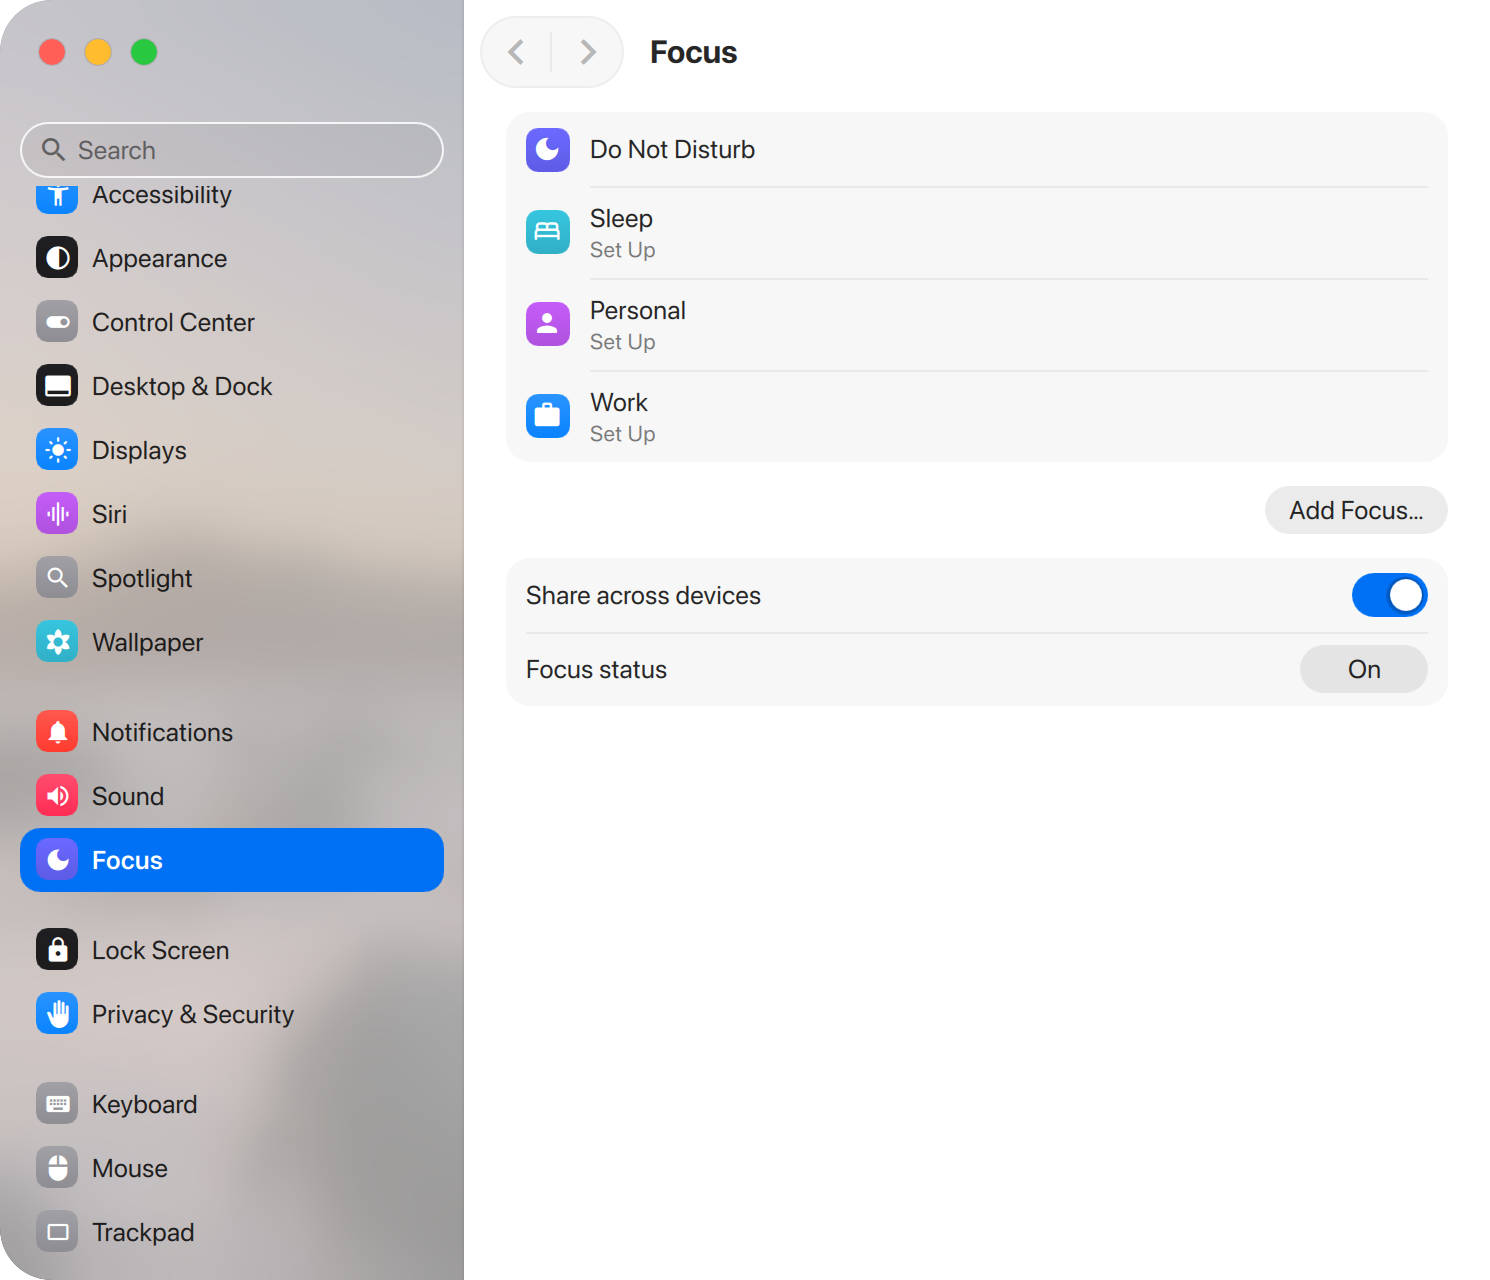 Search
Accessibility
Appearance
Control Center
Desktop & Dock
Displays
Siri
Spotlight
Wallpaper
Notifications
Sound
Focus
Lock Screen
Privacy & Security
Keyboard
Mouse
Trackpad
Focus
Do Not Disturb
Sleep
Set Up
Personal
Set Up
Work
Set Up
Add Focus...
Share across devices
Focus status
On